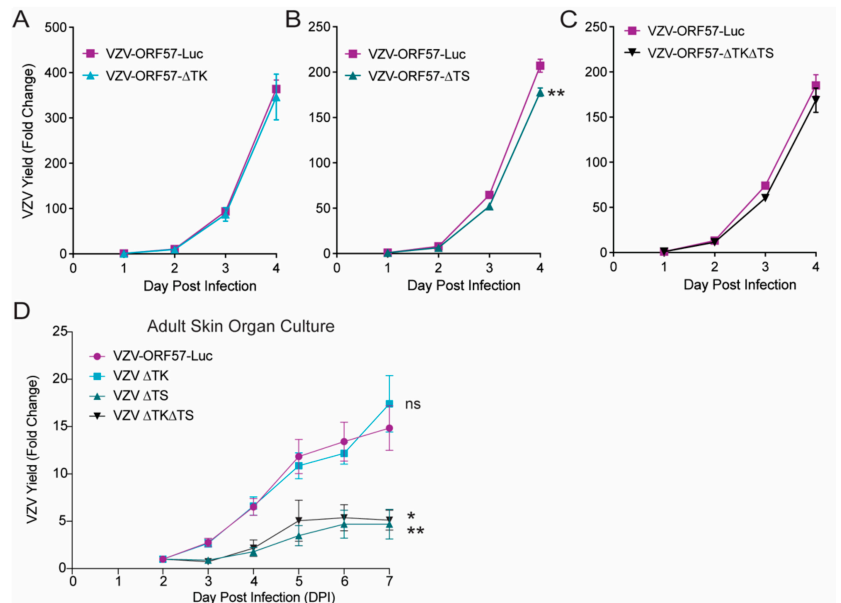 A
500
400
300
200
100
0
0 1 2 3 4
VZV Yield (Fold Change)
Day Post Infection
VZV-ORF57-Luc
VZV-ORF57-ΔTK
B
250
200
150
100
50
0
0 1 2 3 4
Day Post Infection
VZV-ORF57-Luc
VZV-ORF57-ΔTS
**
C
250
200
150
100
50
0
0 1 2 3 4
Day Post Infection
VZV-ORF57-Luc
VZV-ORF57-ΔTKΔTS
D
Adult Skin Organ Culture
25
20
15
10
5
0
0 1 2 3 4 5 6 7
VZV Yield (Fold Change)
Day Post Infection (DPI)
VZV-ORF57-Luc
VZV ΔTK
VZV ΔTS
VZV ΔTKΔTS
ns
*
**